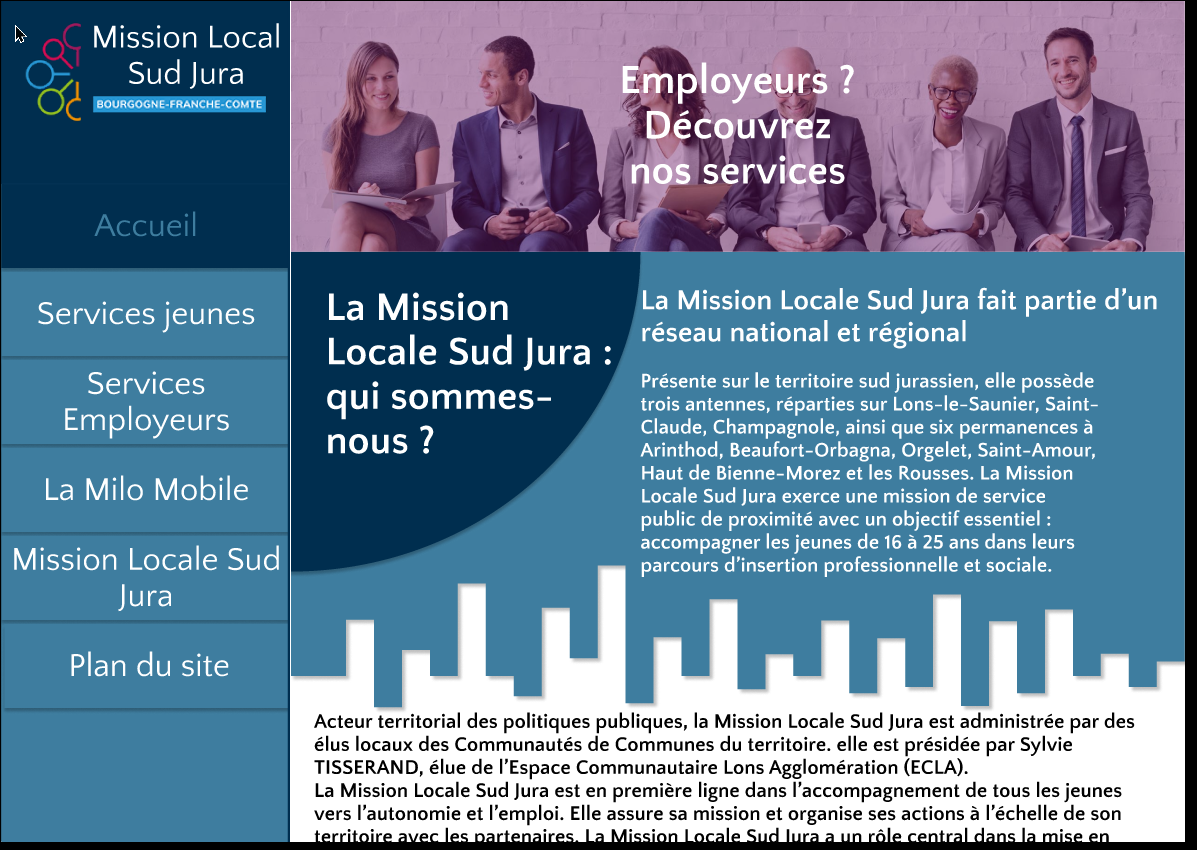 Mission Local
Sud Jura
BOURGOGNE-FRANCHE-COMTE
Accueil
Services jeunes
Services
Employeurs
La Milo Mobile
Mission Locale Sud
Jura
Plan du site
Employeurs ?
Découvrez
nos services
La Mission
Locale Sud Jura :
qui sommes-
nous ?
La Mission Locale Sud Jura fait partie d’un
réseau national et régional
Présente sur le territoire sud jurassien, elle possède
trois antennes, réparties sur Lons-le-Saunier, Saint-
Claude, Champagnole, ainsi que six permanences à
Arinthod, Beaufort-Orbagna, Orgelet, Saint-Amour,
Haut de Bienne-Morez et les Rousses. La Mission
Locale Sud Jura exerce une mission de service
public de proximité avec un objectif essentiel :
accompagner les jeunes de 16 à 25 ans dans leurs
parcours d’insertion professionnelle et sociale.
Acteur territorial des politiques publiques, la Mission Locale Sud Jura est administrée par des
élus locaux des Communautés de Communes du territoire. elle est présidée par Sylvie
TISSERAND, élue de l’Espace Communautaire Lons Agglomération (ECLA).
La Mission Locale Sud Jura est en première ligne dans l’accompagnement de tous les jeunes
vers l’autonomie et l’emploi. Elle assure sa mission et organise ses actions à l’échelle de son
territoire avec les partenaires. La Mission Locale Sud Jura a un rôle central dans la mise en